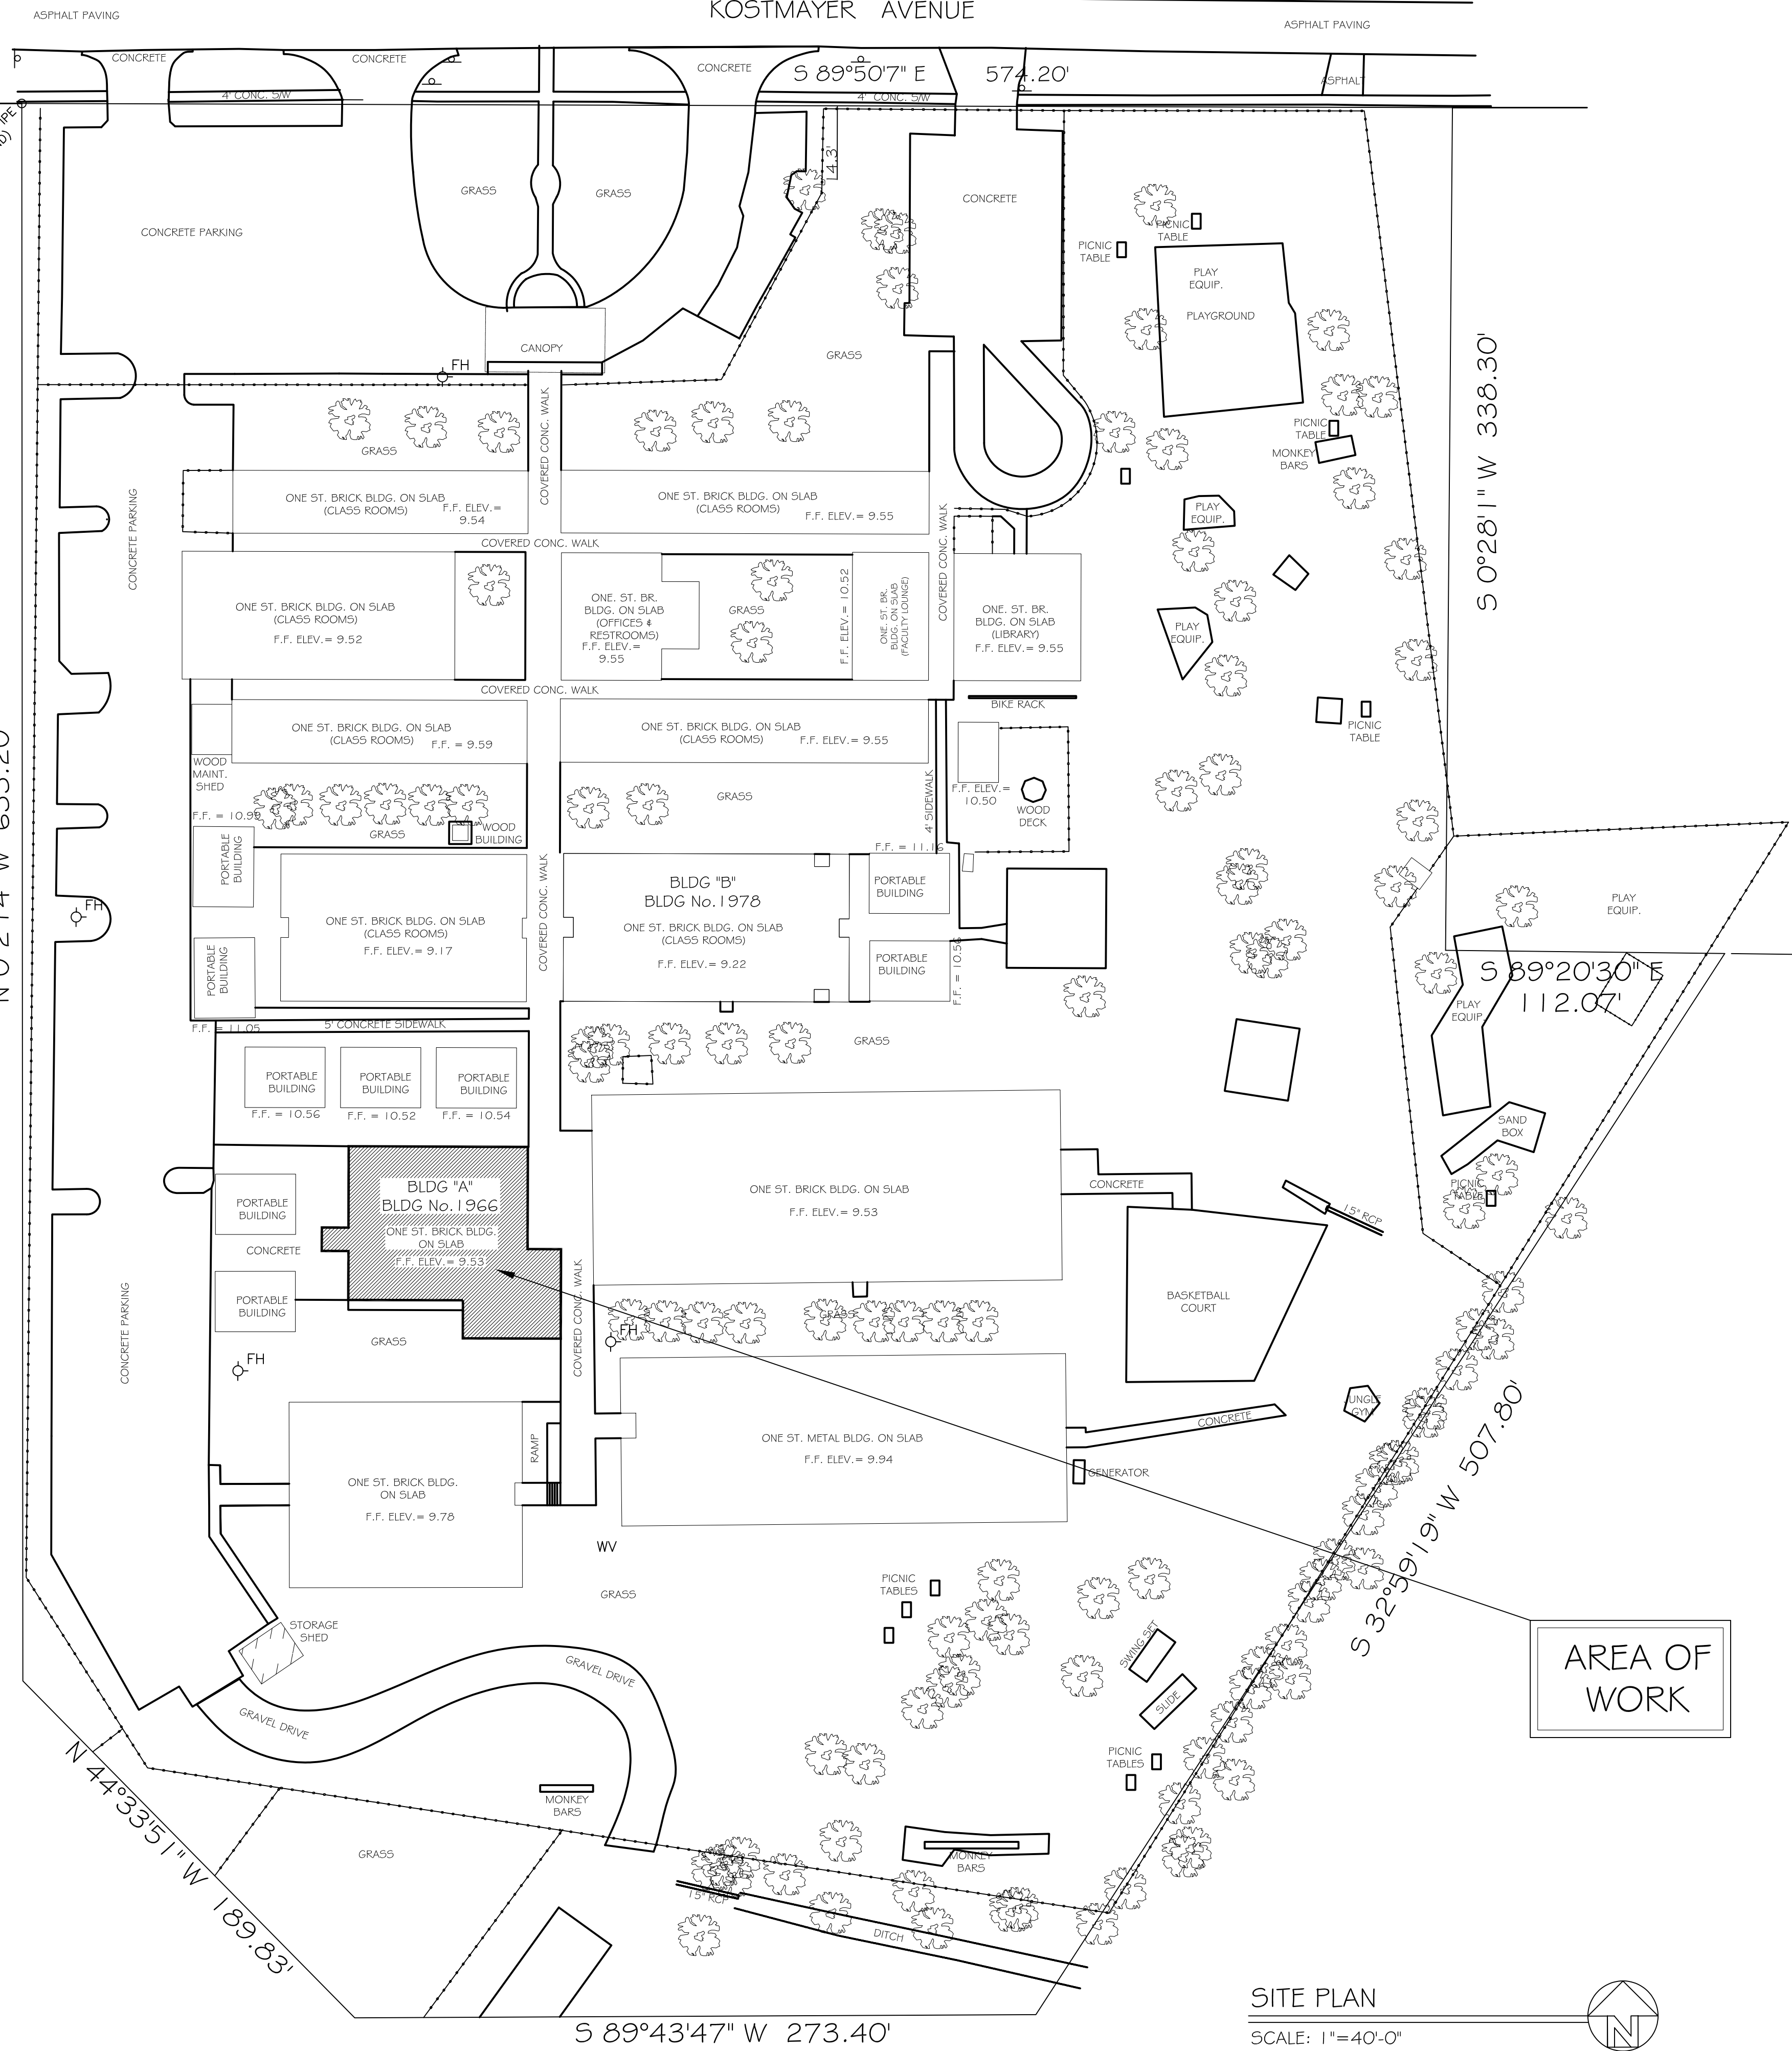 KOSTMAYER AVENUE
ASPHALT PAVING
ASPHALT PAVING
CONCRETE
CONCRETE
CONCRETE
S 89°50'7" E 574.20'
ASPHALT
4' CONC. S/W
4' CONC. S/W
14.3'
GRASS
GRASS
CONCRETE
CONCRETE PARKING
PICNIC
TABLE
PICNIC
TABLE
PLAY
EQUIP.
PLAYGROUND
CANOPY
GRASS
FH
S 0°28'1" W 338.30'
COVERED CONC. WALK
GRASS
PICNIC
TABLE
MONKEY
BARS
CONCRETE PARKING
ONE ST. BRICK BLDG. ON SLAB
(CLASS ROOMS)
F.F. ELEV.=
9.54
ONE ST. BRICK BLDG. ON SLAB
(CLASS ROOMS)
F.F. ELEV.= 9.55
COVERED CONC. WALK
PLAY
EQUIP.
COVERED CONC. WALK
ONE ST. BRICK BLDG. ON SLAB
(CLASS ROOMS)
F.F. ELEV.= 9.52
ONE. ST. BR.
BLDG. ON SLAB
(OFFICES &
RESTROOMS)
F.F. ELEV.=
9.55
GRASS
F.F. ELEV.= 10.52
ONE. ST. BR.
BLDG. ON SLAB
(FACULTY LOUNGE)
ONE. ST. BR.
BLDG. ON SLAB
(LIBRARY)
F.F. ELEV.= 9.55
PLAY
EQUIP.
COVERED CONC. WALK
BIKE RACK
ONE ST. BRICK BLDG. ON SLAB
(CLASS ROOMS)
F.F. = 9.59
ONE ST. BRICK BLDG. ON SLAB
(CLASS ROOMS)
F.F. ELEV.= 9.55
PICNIC
TABLE
WOOD
MAINT.
SHED
F.F. = 10.99
GRASS
4' SIDEWALK
F.F. ELEV.=
10.50
WOOD
DECK
GRASS
WOOD
BUILDING
F.F. = 11.16
PORTABLE
BUILDING
BLDG "B"
BLDG No.1978
ONE ST. BRICK BLDG. ON SLAB
(CLASS ROOMS)
F.F. ELEV.= 9.22
PORTABLE
BUILDING
FH
ONE ST. BRICK BLDG. ON SLAB
(CLASS ROOMS)
F.F. ELEV.= 9.17
COVERED CONC. WALK
PORTABLE
BUILDING
PORTABLE
BUILDING
F.F. = 10.56
PLAY
EQUIP.
S 89°20'30" E
112.07'
PLAY
EQUIP.
F.F. = 11.05
5' CONCRETE SIDEWALK
GRASS
PORTABLE
BUILDING
F.F. = 10.56
PORTABLE
BUILDING
F.F. = 10.52
PORTABLE
BUILDING
F.F. = 10.54
SAND
BOX
BLDG "A"
BLDG No.1966
ONE ST. BRICK BLDG.
ON SLAB
F.F. ELEV.= 9.53
PORTABLE
BUILDING
CONCRETE
PORTABLE
BUILDING
ONE ST. BRICK BLDG. ON SLAB
F.F. ELEV.= 9.53
CONCRETE
15" RCP
PICNIC
TABLE
BASKETBALL
COURT
CONCRETE PARKING
GRASS
COVERED CONC. WALK
GRASS
FH
FH
UNGLE
GYM
S 32°59'19" W 507.80'
ONE ST. BRICK BLDG.
ON SLAB
F.F. ELEV.= 9.78
RAMP
ONE ST. METAL BLDG. ON SLAB
F.F. ELEV.= 9.94
CONCRETE
GENERATOR
WV
GRASS
PICNIC
TABLES
STORAGE
SHED
SWING SET
SLIDE
AREA OF
WORK
GRAVEL DRIVE
GRAVEL DRIVE
N 44°33'51" W 189.83'
PICNIC
TABLES
MONKEY
BARS
GRASS
MONKEY
BARS
15" RCP
DITCH
S 89°43'47" W 273.40'
SITE PLAN
SCALE: 1"=40'-0"
N